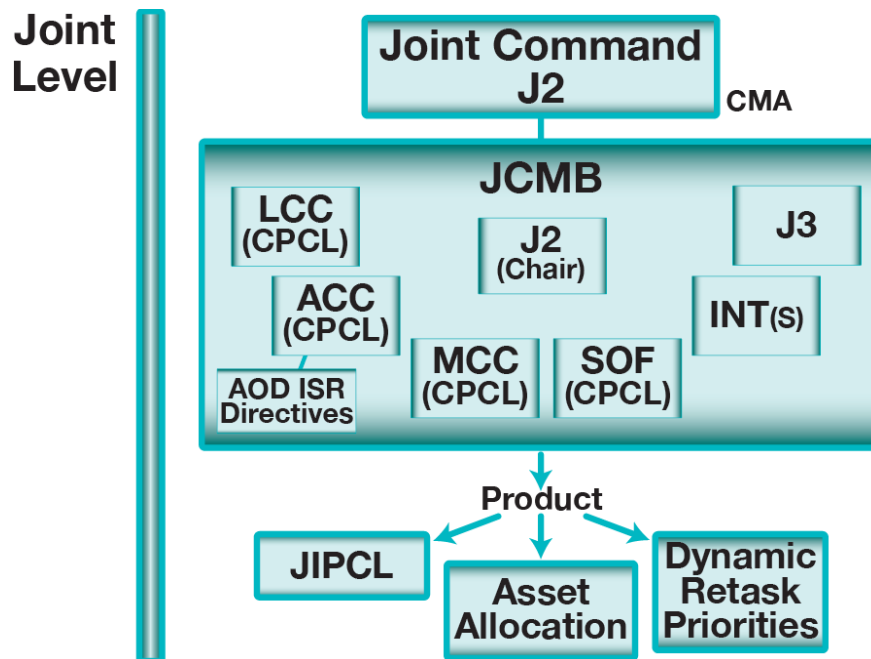 Joint
Level
Joint Command
J2
CMA
JCMB
LCC
(CPCL)
J2
(Chair)
J3
ACC
(CPCL)
INT(S)
AOD ISR
Directives
MCC
(CPCL)
SOF
(CPCL)
Product
JIPCL
Asset
Allocation
Dynamic
Retask
Priorities